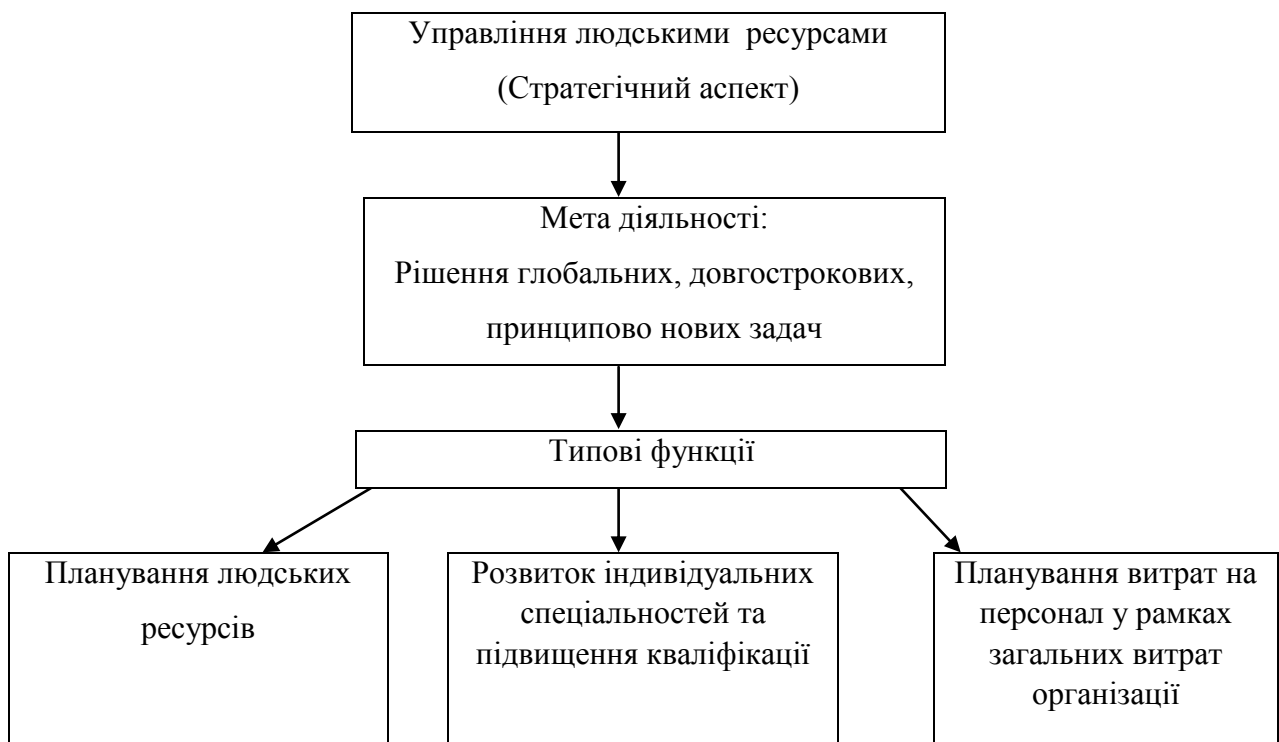 Управління людськими ресурсами
(Стратегічний аспект)
Мета діяльності:
Рішення глобальних, довгострокових,
принципово нових задач
Типові функції
Планування людських
ресурсів
Розвиток індивідуальних
спеціальностей та
підвищення кваліфікації
Планування витрат на
персонал у рамках
загальних витрат
організації